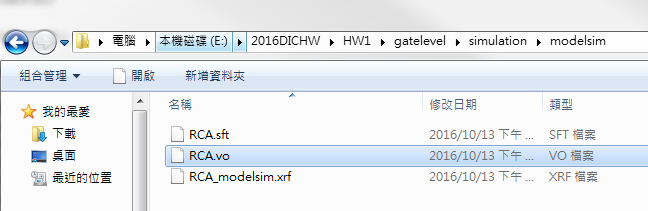 電腦 本機磁碟 (E:) 2016DICHW HW1 gatelevel simulation modelsim
組合管理 開啟 新增資料夾
我的最愛
下載
桌面
最近的位置
名稱 修改日期 類型
RCA.sft 2016/10/13 下午 ... SFT 檔案
RCA.vo 2016/10/13 下午 ... VO 檔案
RCA_modelsim.xrf 2016/10/13 下午 ... XRF 檔案